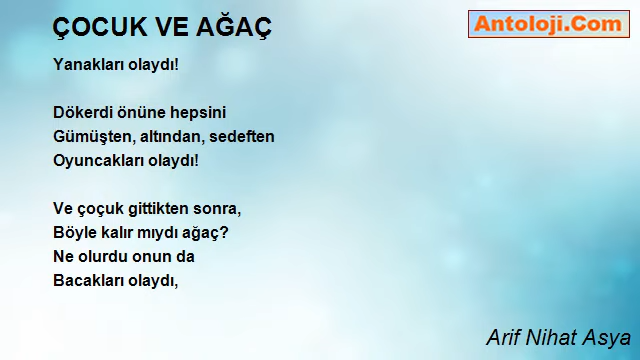 ÇOCUK VE AĞAÇ
Antoloji.Com
Yanakları olaydı!
Dökerdi önüne hepsini
Gümüşten, altından, sedeften
Oyuncakları olaydı!
Ve çoçuk gittikten sonra,
Böyle kalır mıydı ağaç?
Ne olurdu onun da
Bacakları olaydı,
Arif Nihat Asya